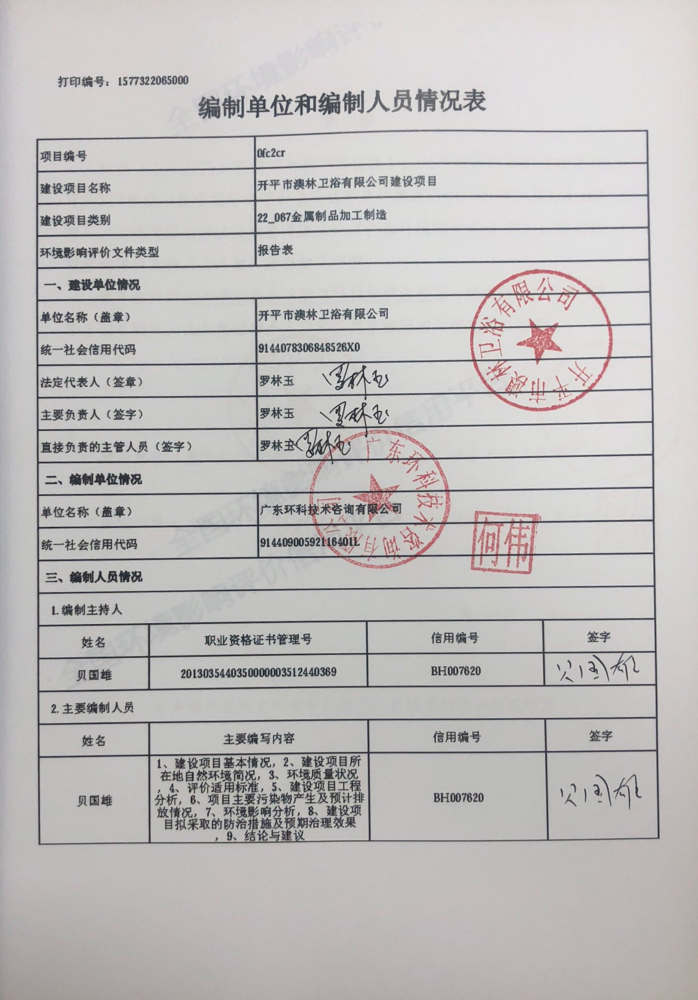 打印编号：1577322065000
编制单位和编制人员情况表
项目编号 0fc2cr
建设项目名称 开平市澳林卫浴有限公司建设项目
建设项目类别 22_067金属制品加工制造
环境影响评价文件类型 报告表
一、建设单位情况
单位名称（盖章） 开平市澳林卫浴有限公司
统一社会信用代码 9144078306848526X0
法定代表人（签章） 罗林玉 罗林玉
主要负责人（签字） 罗林玉 罗林玉
直接负责的主管人员（签字） 罗林玉 罗林玉
开平市澳林卫浴有限公司
二、编制单位情况
单位名称（盖章） 广东环科技术咨询有限公司
统一社会信用代码 91440900592116401L
广东环科技术咨询有限公司
何伟
三、编制人员情况
1.编制主持人
姓名 职业资格证书管理号 信用编号 签字
贝国雄 2013035440350000003512440369 BH007620 贝国雄
2.主要编制人员
姓名 主要编写内容 信用编号 签字
贝国雄 BH007620 贝国雄
1、建设项目基本情况，2、建设项目所
在地自然环境简况，3、环境质量状况
，4、评价适用标准，5、建设项目工程
分析，6、项目主要污染物产生及预计排
放情况，7、环境影响分析，8、建设项
目拟采取的防治措施及预期治理效果
，9、结论与建议